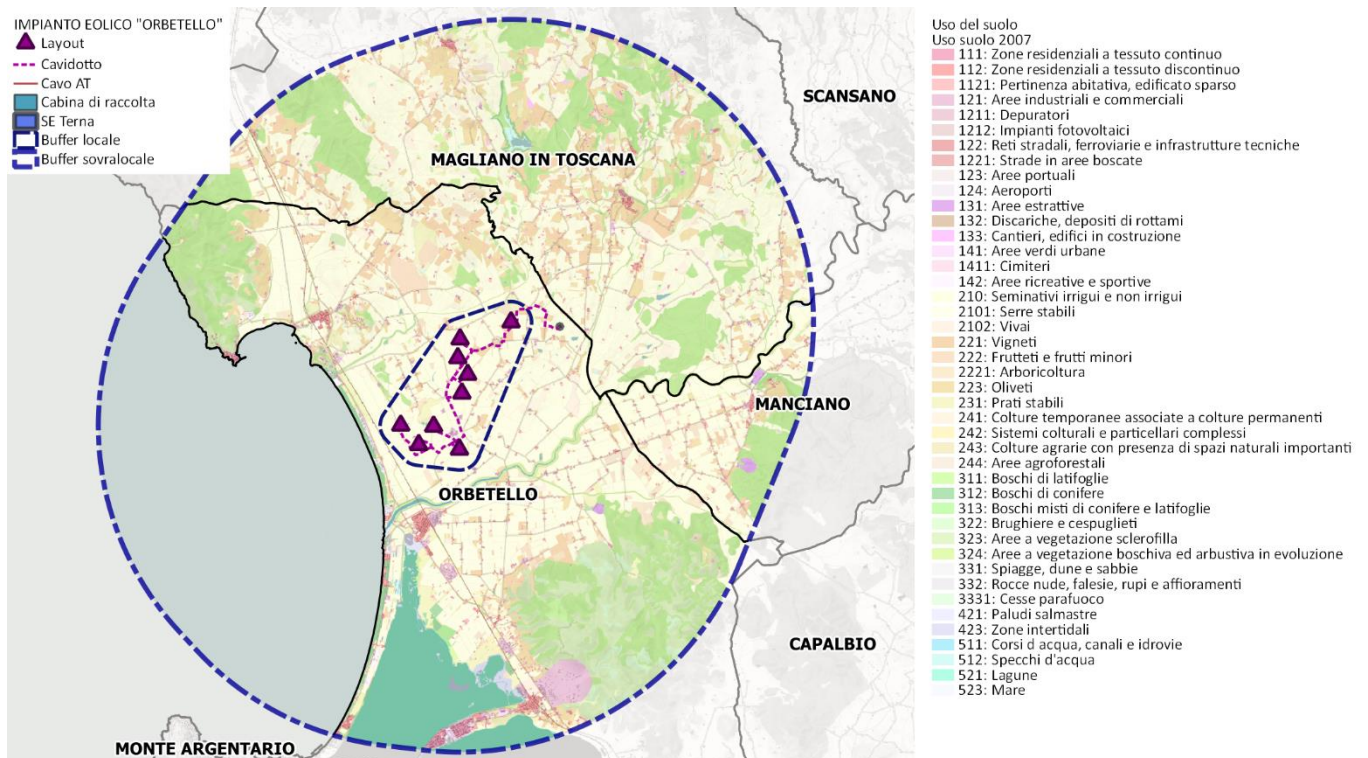 IMPIANTO EOLICO "ORBETELLO"
Layout
Cavidotto
Cavo AT
Cabina di raccolta
SE Terna
Buffer locale
Buffer sovralocale
SCANSANO
MAGLIANO IN TOSCANA
MANCIANO
ORBETELLO
CAPALBIO
MONTE ARGENTARIO
Uso del suolo
Uso suolo 2007
111: Zone residenziali a tessuto continuo
112: Zone residenziali a tessuto discontinuo
1121: Pertinenza abitativa, edificato sparso
121: Aree industriali e commerciali
1211: Depuratori
1212: Impianti fotovoltaici
122: Reti stradali, ferroviarie e infrastrutture tecniche
1221: Strade in aree boscate
123: Aree portuali
124: Aeroporti
131: Aree estrattive
132: Discariche, depositi di rottami
133: Cantieri, edifici in costruzione
141: Aree verdi urbane
1411: Cimiteri
142: Aree ricreative e sportive
210: Seminativi irrigui e non irrigui
2101: Serre stabili
2102: Vivai
221: Vigneti
222: Frutteti e frutti minori
2221: Arboricoltura
223: Oliveti
231: Prati stabili
241: Colture temporanee associate a colture permanenti
242: Sistemi colturali e particellari complessi
243: Colture agrarie con presenza di spazi naturali importanti
244: Aree agroforestali
311: Boschi di latifoglie
312: Boschi di conifere
313: Boschi misti di conifere e latifoglie
322: Brughiere e cespuglieti
323: Aree a vegetazione sclerofilla
324: Aree a vegetazione boschiva ed arbustiva in evoluzione
331: Spiagge, dune e sabbie
332: Rocce nude, falesie, rupi e affioramenti
3331: Cesse parafuoco
421: Paludi salmastre
423: Zone intertidali
511: Corsi d acqua, canali e idrovie
512: Specchi d'acqua
521: Lagune
523: Mare